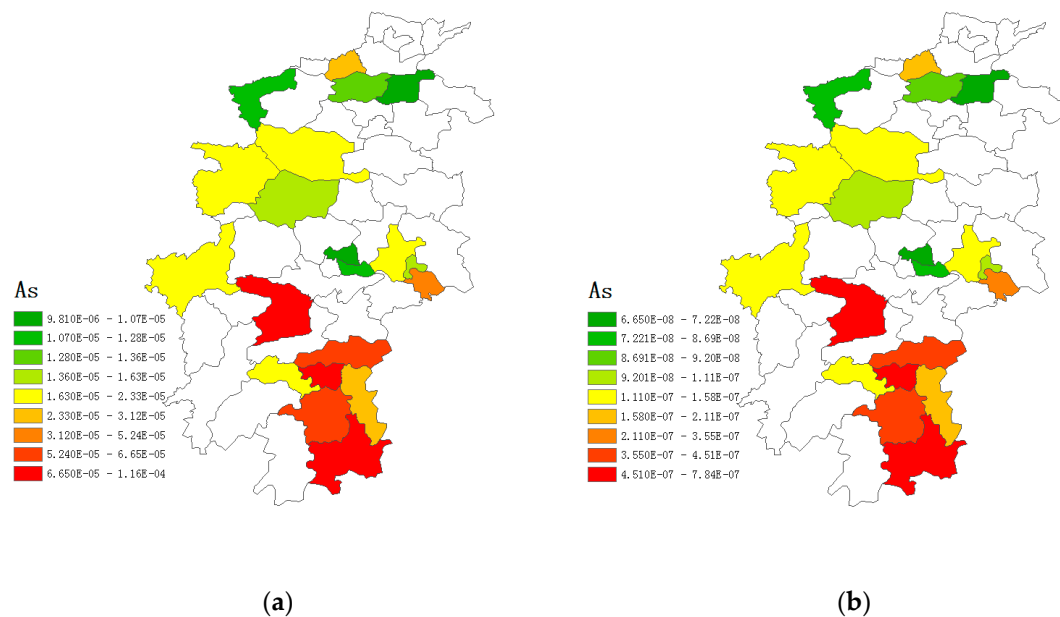 As
9.810E-06 - 1.07E-05
1.070E-05 - 1.28E-05
1.280E-05 - 1.36E-05
1.360E-05 - 1.63E-05
1.630E-05 - 2.33E-05
2.330E-05 - 3.12E-05
3.120E-05 - 5.24E-05
5.240E-05 - 6.65E-05
6.650E-05 - 1.16E-04
(a)
As
6.650E-08 - 7.22E-08
7.221E-08 - 8.69E-08
8.691E-08 - 9.20E-08
9.201E-08 - 1.11E-07
1.110E-07 - 1.58E-07
1.580E-07 - 2.11E-07
2.110E-07 - 3.55E-07
3.550E-07 - 4.51E-07
4.510E-07 - 7.84E-07
(b)